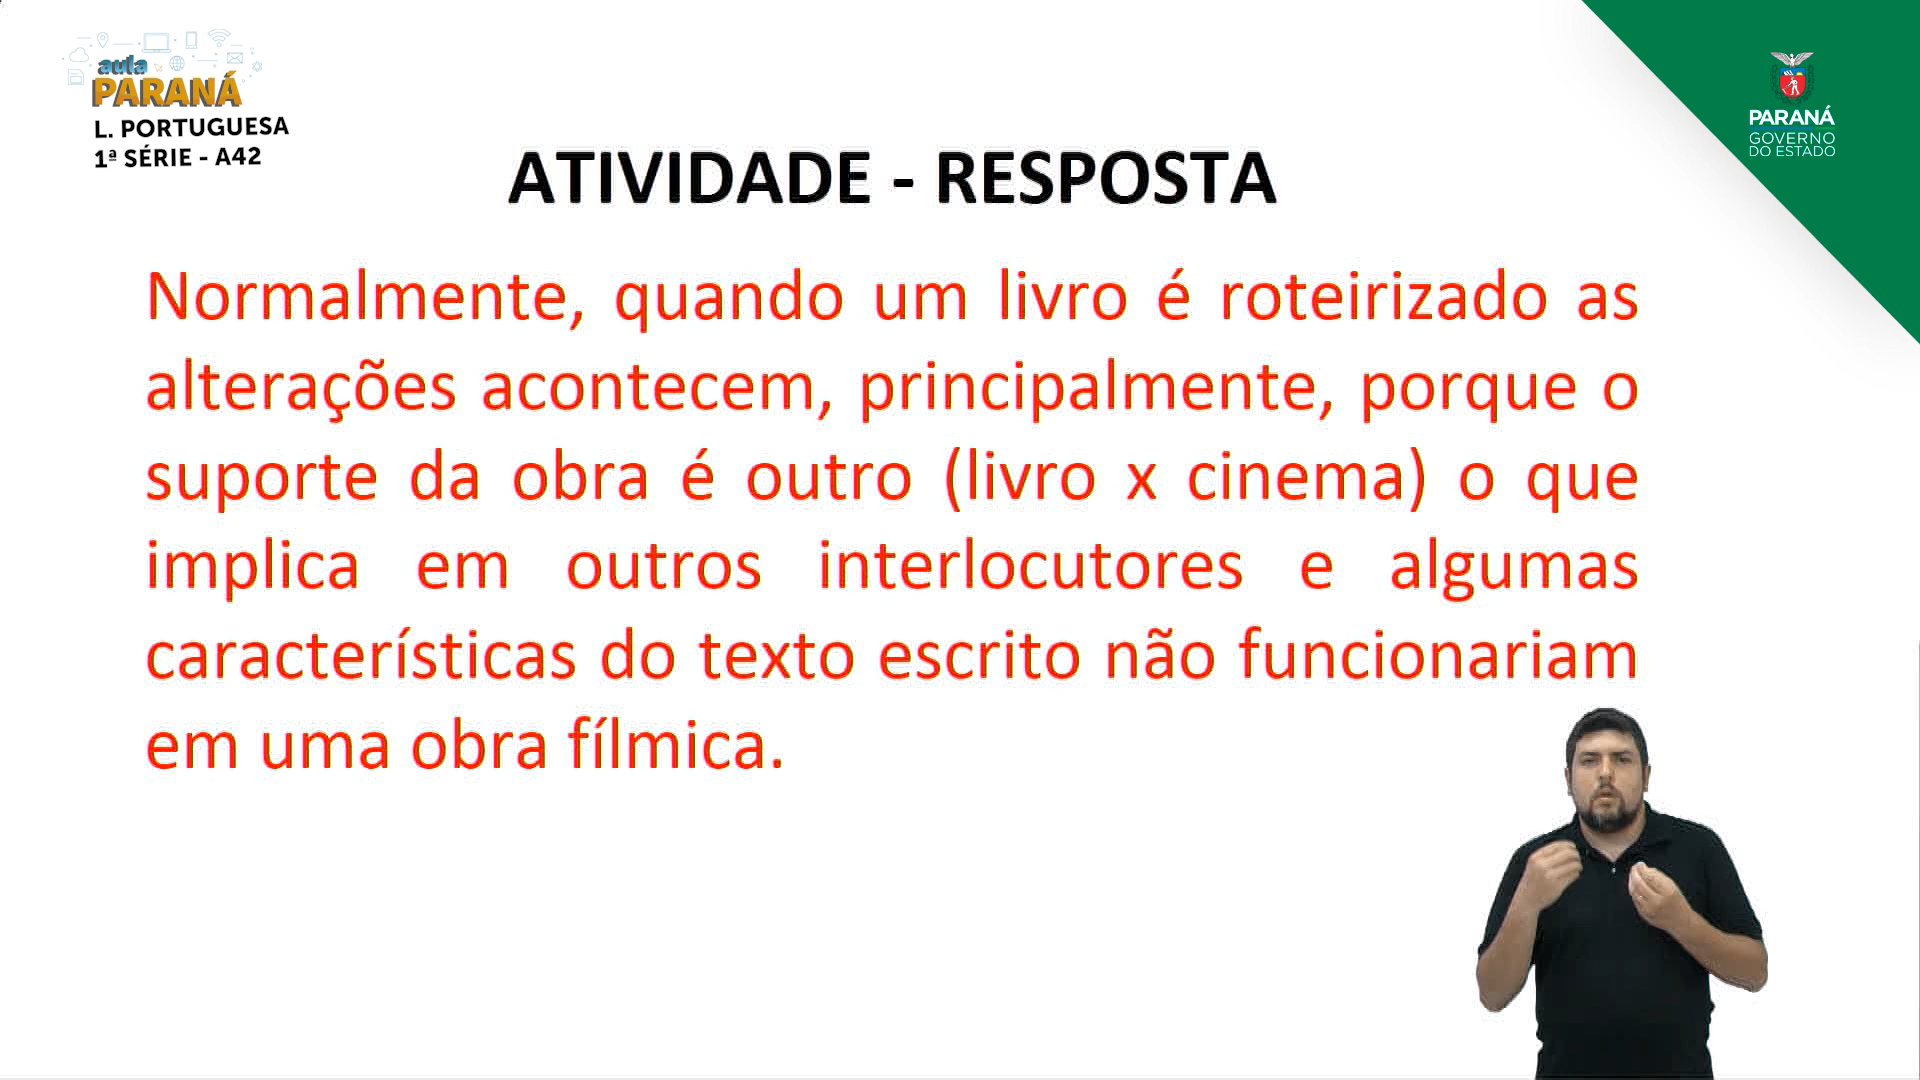 aula
PARANÁ
L. PORTUGUESA
1ª SÉRIE - A42
PARANÁ
GOVERNO
DO ESTADO
ATIVIDADE - RESPOSTA
Normalmente, quando um livro é roteirizado as
alterações acontecem, principalmente, porque o
suporte da obra é outro (livro x cinema) o que
implica em outros interlocutores e algumas
características do texto escrito não funcionariam
em uma obra fílmica.